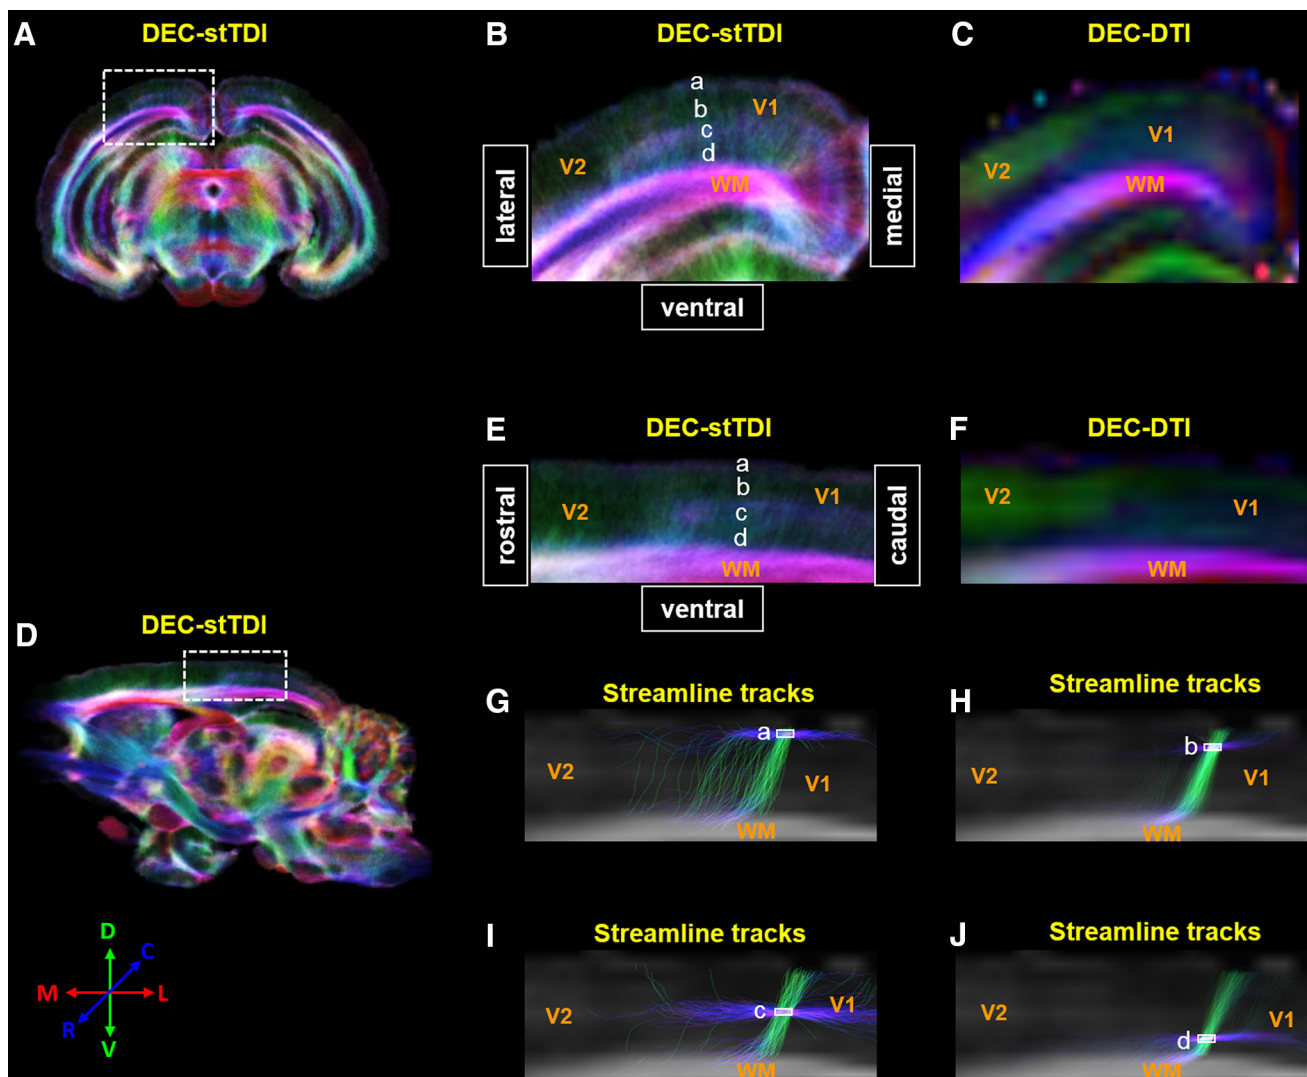 A
DEC-stTDI
B
DEC-stTDI
C
DEC-DTI
a
b
V1
c
d
V2
WM
lateral
medial
ventral
V1
V2
WM
E
DEC-stTDI
F
DEC-DTI
a
b
V1
c
V2
d
WM
rostral
caudal
ventral
V2
V1
WM
D
DEC-stTDI
G
Streamline tracks
a
V2
V1
WM
H
Streamline tracks
b
V2
V1
WM
D
C
M
L
R
V
I
Streamline tracks
V2
c
V1
WM
J
Streamline tracks
V2
V1
d
WM